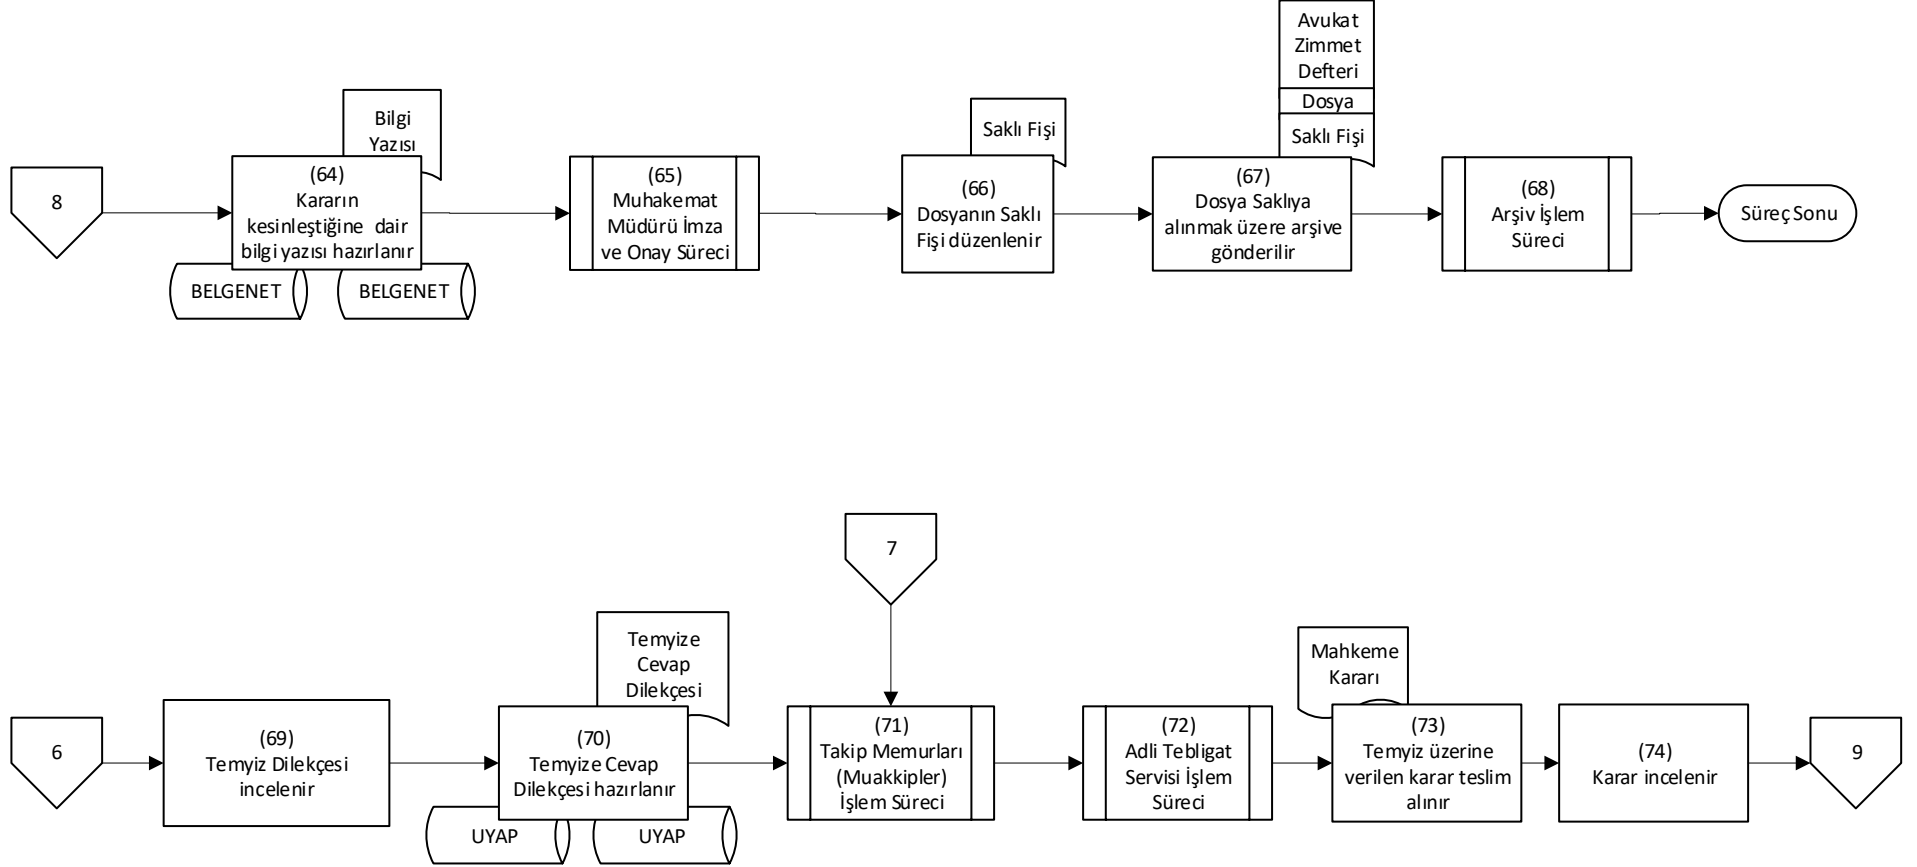 8
Bilgi
Yazısı
(64)
Kararın
kesinleştiğine dair
bilgi yazısı hazırlanır
BELGENET
BELGENET
(65)
Muhakemat
Müdürü İmza
ve Onay Süreci
Saklı Fişi
(66)
Dosyanın Saklı
Fişi düzenlenir
Avukat
Zimmet
Defteri
Dosya
Saklı Fişi
(67)
Dosya Saklıya
alınmak üzere arşive
gönderilir
(68)
Arşiv İşlem
Süreci
Süreç Sonu
6
(69)
Temyiz Dilekçesi
incelenir
Temyize
Cevap
Dilekçesi
(70)
Temyize Cevap
Dilekçesi hazırlanır
UYAP
UYAP
7
(71)
Takip Memurları
(Muakkipler)
İşlem Süreci
(72)
Adli Tebligat
Servisi İşlem
Süreci
Mahkeme
Kararı
(73)
Temyiz üzerine
verilen karar teslim
alınır
(74)
Karar incelenir
9